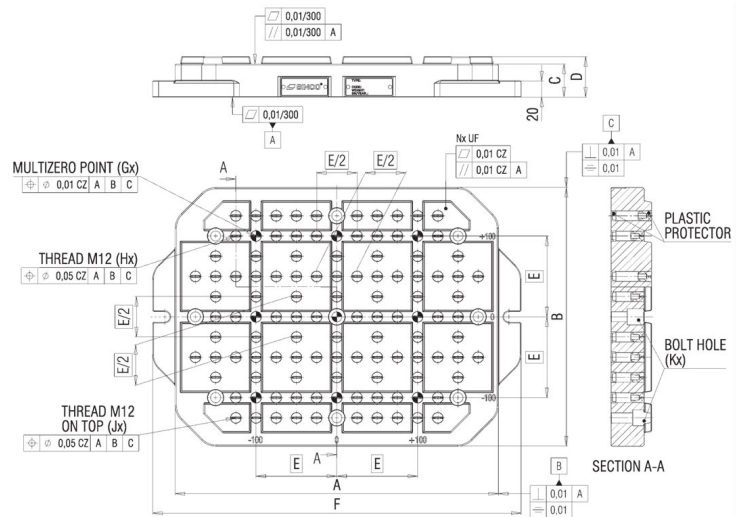 ⏥ 0,01/300
// 0,01/300 A
SINCO
TYPE:
⏥ 0,01/300
A
C
D
20
Nx UF
⏥ 0,01 CZ
// 0,01 CZ A
C
⊥ 0,01 A
⌯ 0,01
MULTIZERO POINT (Gx)
⌖ ⌀ 0,01 CZ A B C
A
E/2
E/2
PLASTIC
PROTECTOR
THREAD M12 (Hx)
⌖ ⌀ 0,05 CZ A B C
+100
E
E/2
0
B
E/2
E
BOLT HOLE
(Kx)
-100
THREAD M12
ON TOP (Jx)
⌖ ⌀ 0,05 CZ A B C
-100
0
+100
E
A
E
SECTION A-A
A
F
B
⊥ 0,01 A
⌯ 0,01